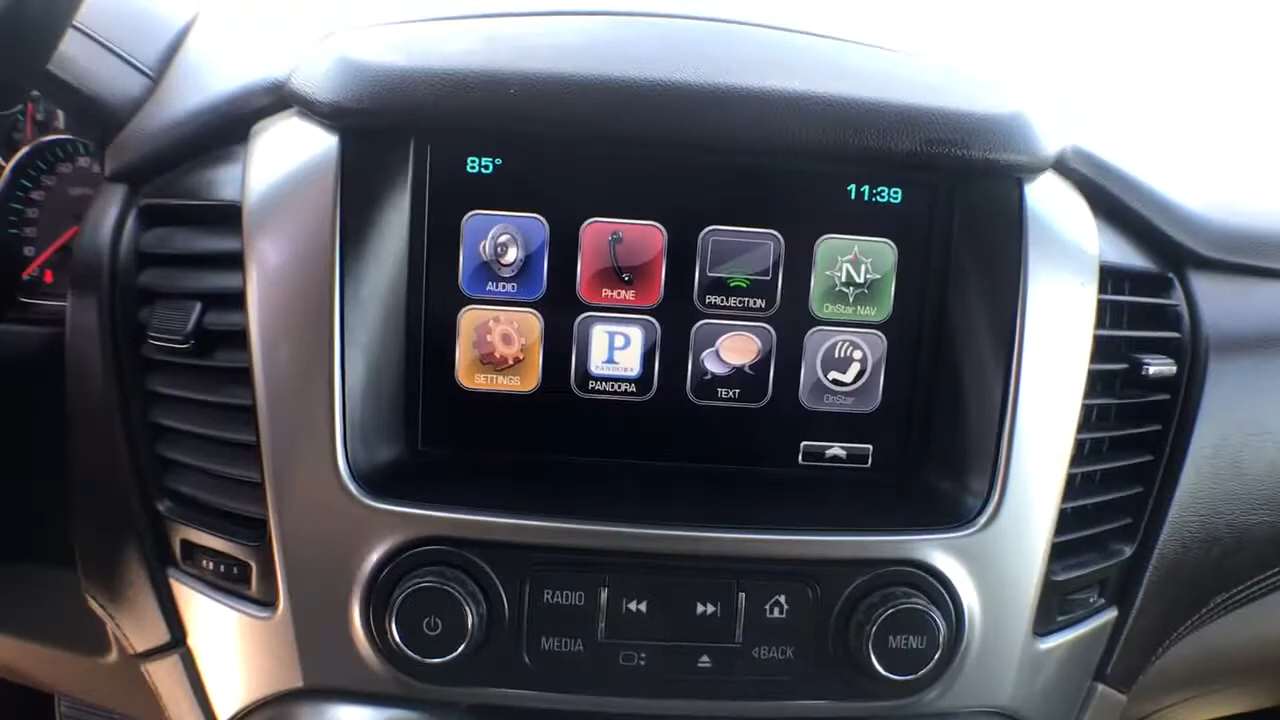 85°
11:39
AUDIO
PHONE
PROJECTION
N
OnStar NAV
SETTINGS
P
PANDORA
PANDORA
TEXT
OnStar
RADIO
MEDIA
BACK
MENU